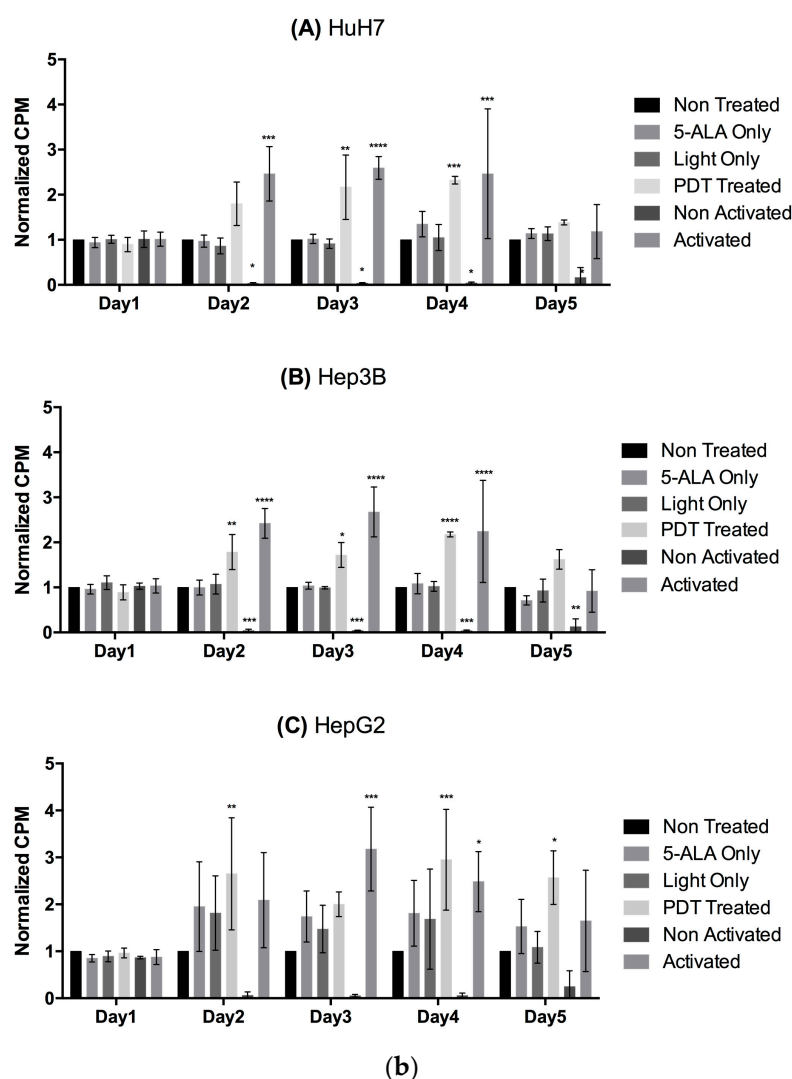 (A) HuH7
Normalized CPM
5
4
3
2
1
0
*** ** **** *** ***
* * * *
Day1 Day2 Day3 Day4 Day5
Non Treated
5-ALA Only
Light Only
PDT Treated
Non Activated
Activated
(B) Hep3B
Normalized CPM
5
4
3
2
1
0
** **** * **** **** ****
*** *** *** **
Day1 Day2 Day3 Day4 Day5
Non Treated
5-ALA Only
Light Only
PDT Treated
Non Activated
Activated
(C) HepG2
Normalized CPM
5
4
3
2
1
0
** *** *** * *
Day1 Day2 Day3 Day4 Day5
Non Treated
5-ALA Only
Light Only
PDT Treated
Non Activated
Activated
(b)